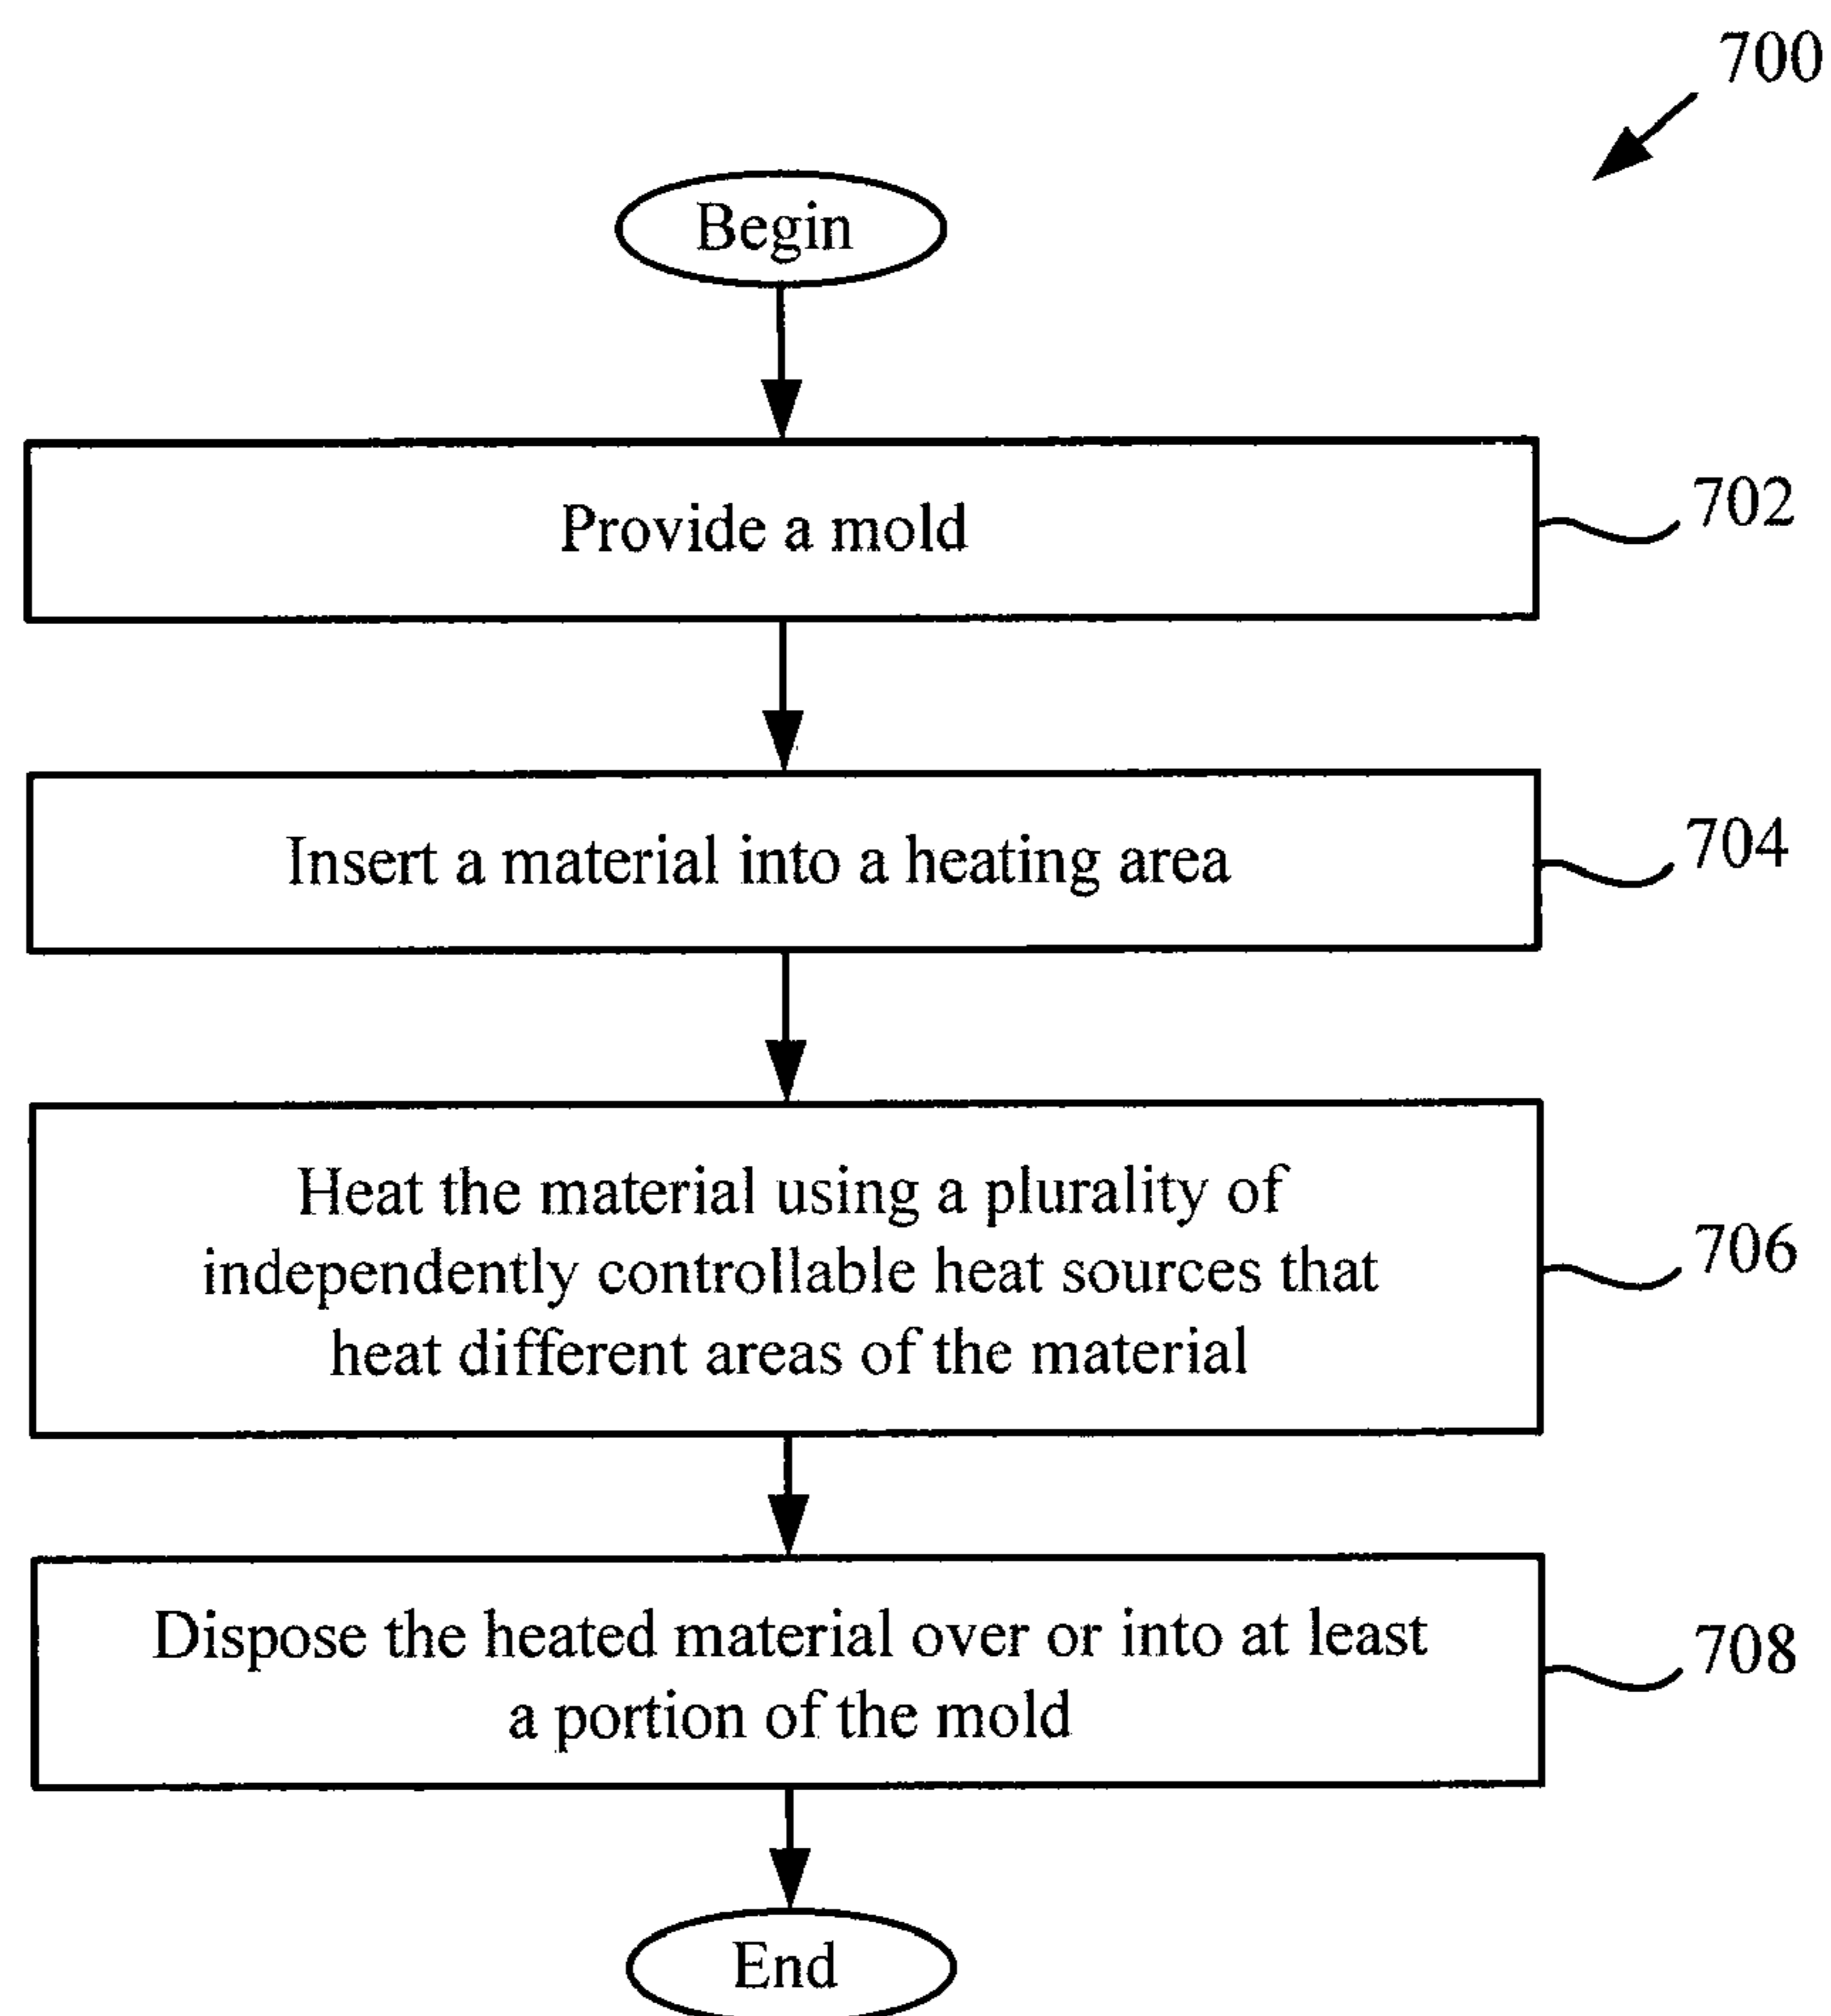 700
Begin
Provide a mold
702
Insert a material into a heating area
704
Heat the material using a plurality of
independently controllable heat sources that
heat different areas of the material
706
Dispose the heated material over or into at least
a portion of the mold
708
End